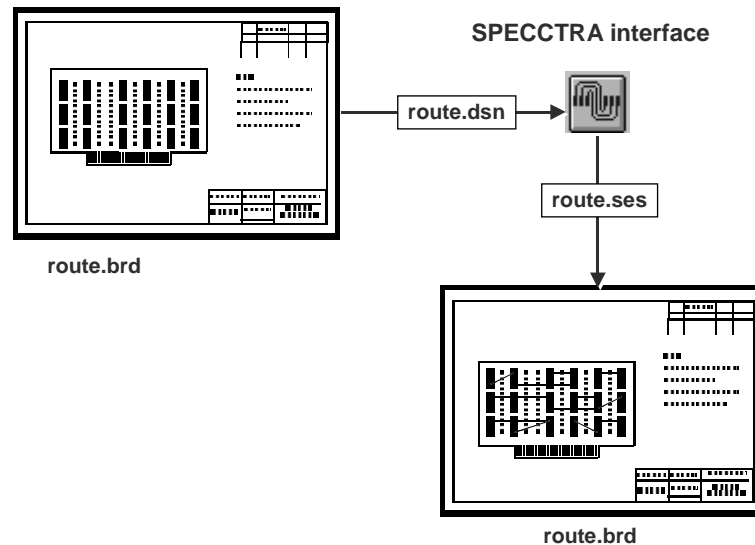 SPECCTRA interface
route.dsn
route.ses
route.brd
route.brd